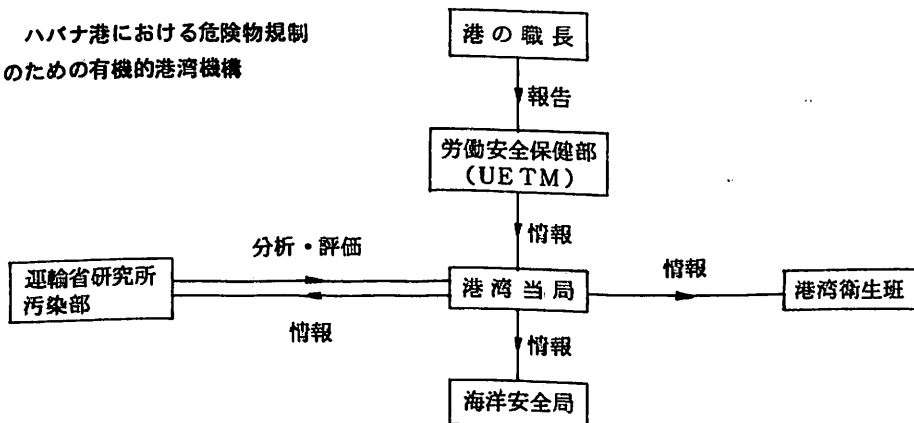 ハバナ港における危険物規制
のための有機的港湾機構
港の職長
報告
労働安全保健部
(UETM)
情報
分析・評価
運輸省研究所
汚染部
港湾当局
情報
港湾衛生班
情報
情報
海洋安全局